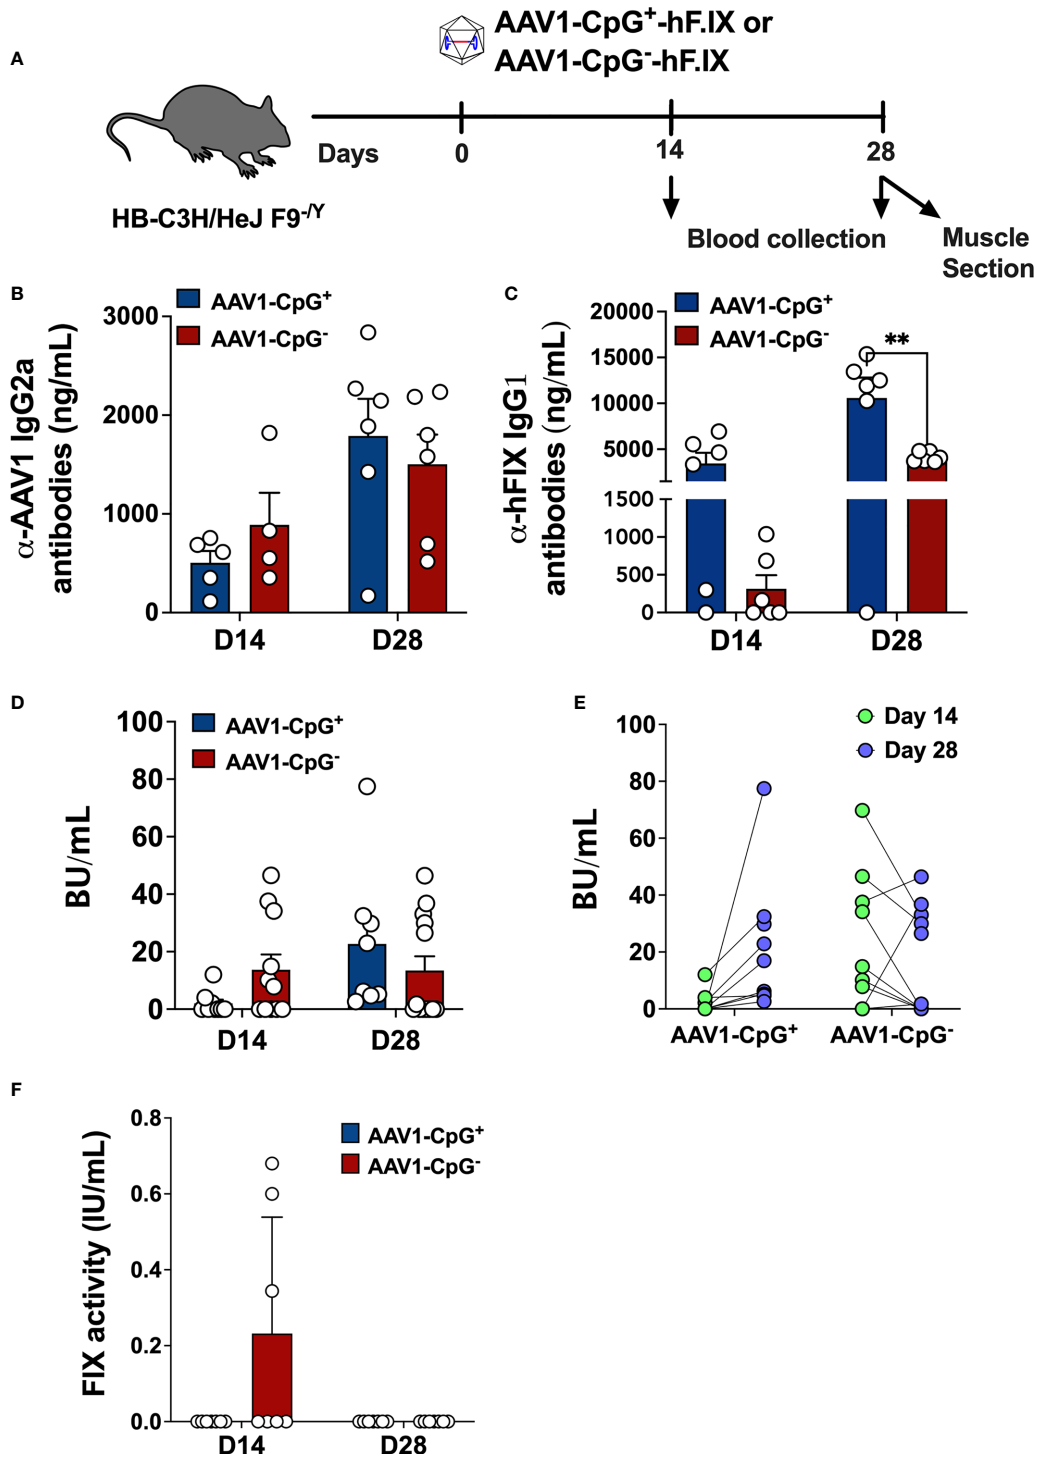 A
AAV1-CpG⁺-hF.IX or
AAV1-CpG⁻-hF.IX
Days
0
14
28
HB-C3H/HeJ F9⁻/ʸ
Blood collection
Muscle
Section
B
AAV1-CpG⁺
AAV1-CpG⁻
α-AAV1 IgG2a
antibodies (ng/mL)
3000
2000
1000
0
D14
D28
C
AAV1-CpG⁺
AAV1-CpG⁻
α-hFIX IgG1
antibodies (ng/mL)
20000
15000
10000
5000
1500
1000
500
0
**
D14
D28
D
AAV1-CpG⁺
AAV1-CpG⁻
BU/mL
100
80
60
40
20
0
D14
D28
E
Day 14
Day 28
BU/mL
100
80
60
40
20
0
AAV1-CpG⁺
AAV1-CpG⁻
F
AAV1-CpG⁺
AAV1-CpG⁻
FIX activity (IU/mL)
0.8
0.6
0.4
0.2
0.0
D14
D28